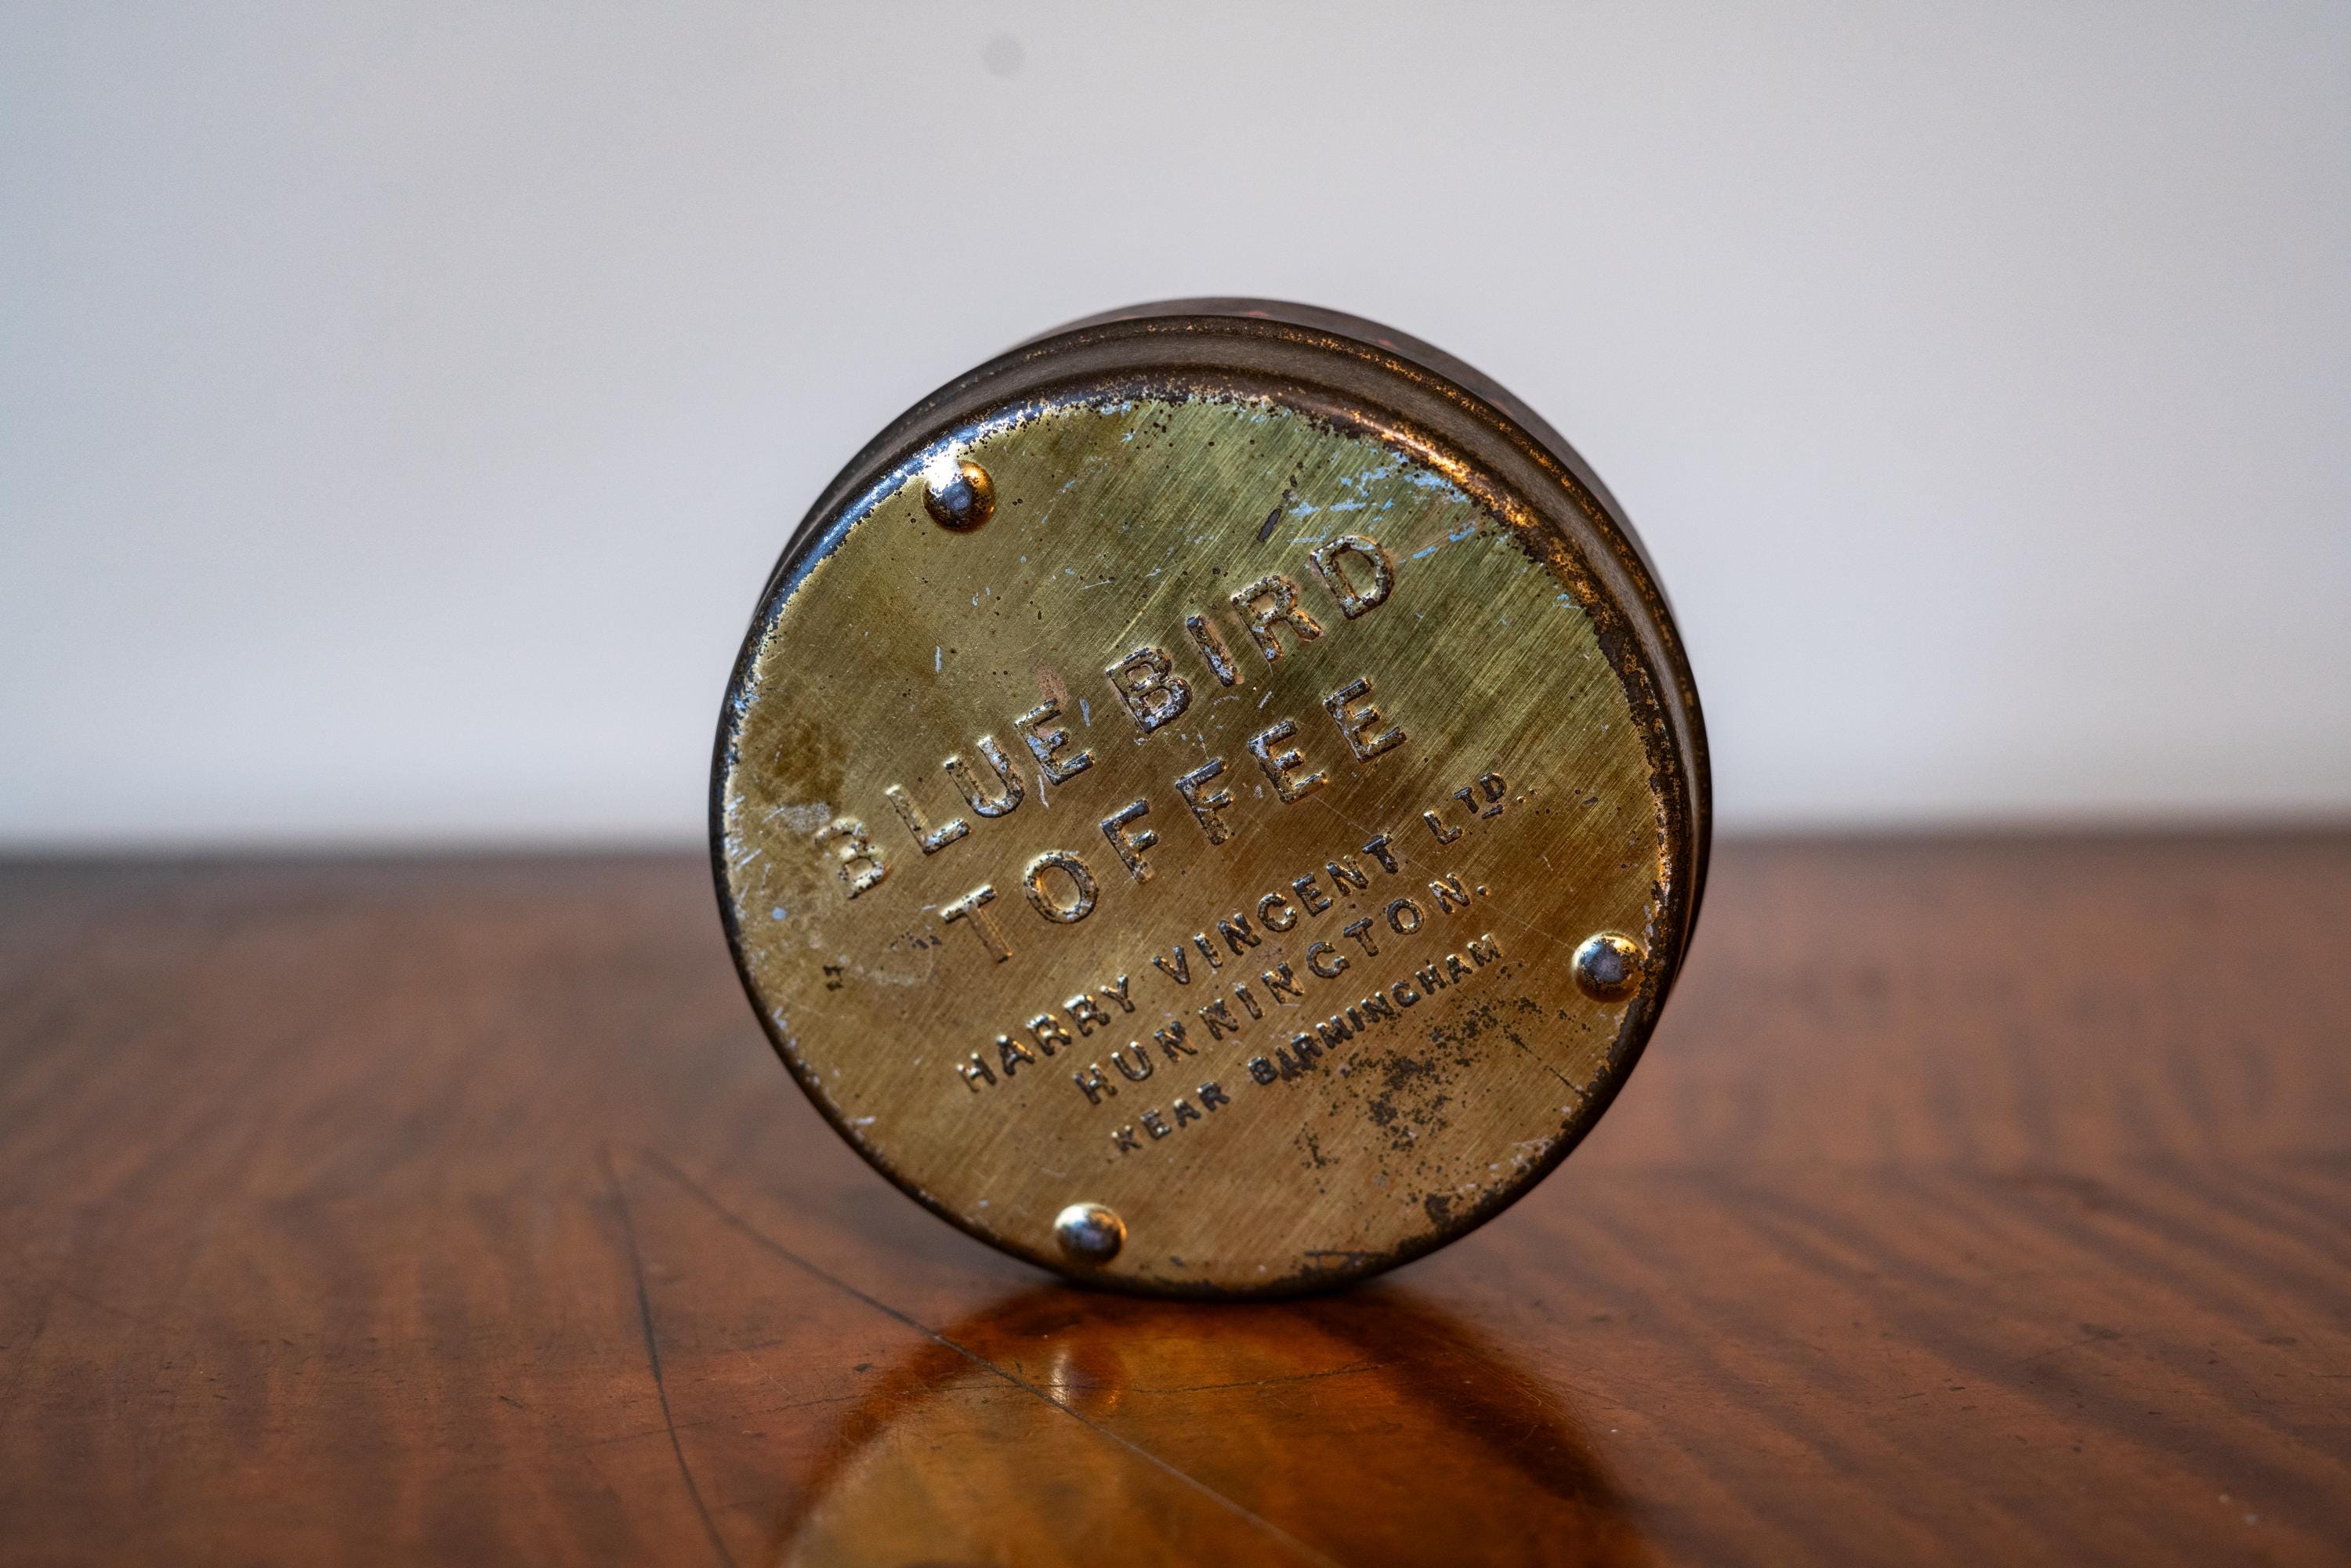 BLUE BIRD
TOFFEE
HARRY VINCENT LTD.
HUNNINGTON.
NEAR BIRMINGHAM